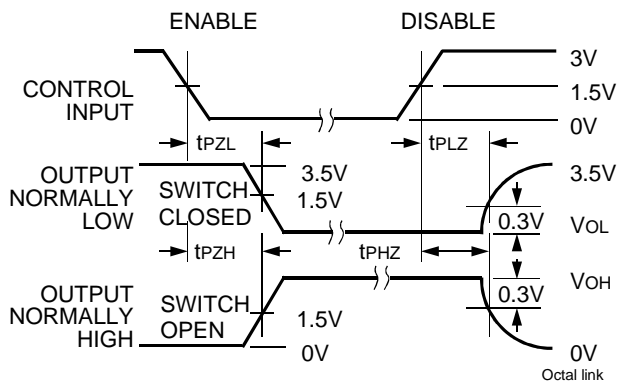 ENABLE DISABLE
CONTROL
INPUT
3V
1.5V
0V
tPZL tPLZ
OUTPUT
NORMALLY
LOW
SWITCH
CLOSED
3.5V
1.5V
3.5V
0.3V
VOL
tPZH tPHZ
OUTPUT
NORMALLY
HIGH
SWITCH
OPEN
1.5V
0V
VOH
0.3V
0V
Octal link